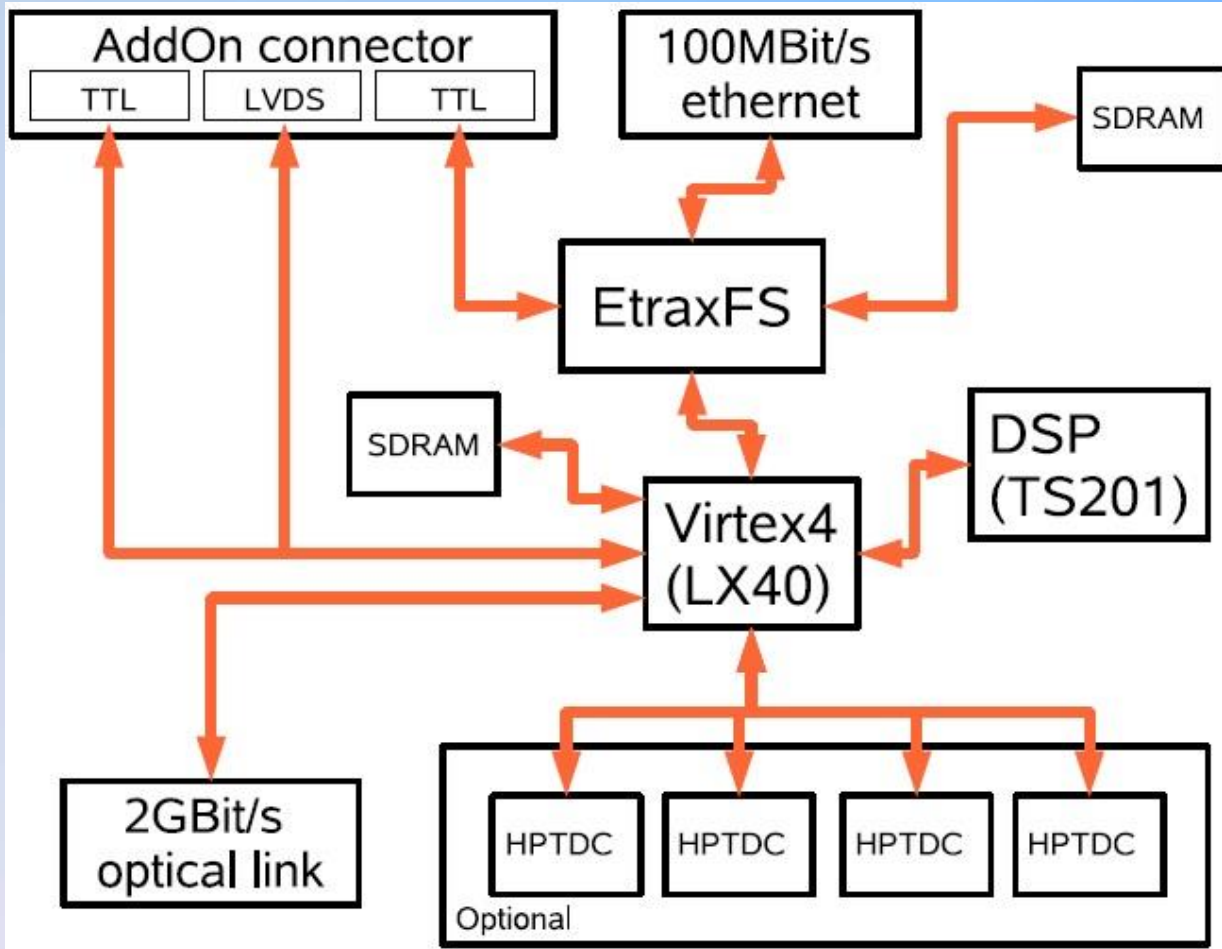 AddOn connector
TTL
LVDS
TTL
100MBit/s
ethernet
SDRAM
EtraxFS
SDRAM
DSP
(TS201)
Virtex4
(LX40)
2GBit/s
optical link
HPTDC
HPTDC
HPTDC
HPTDC
Optional